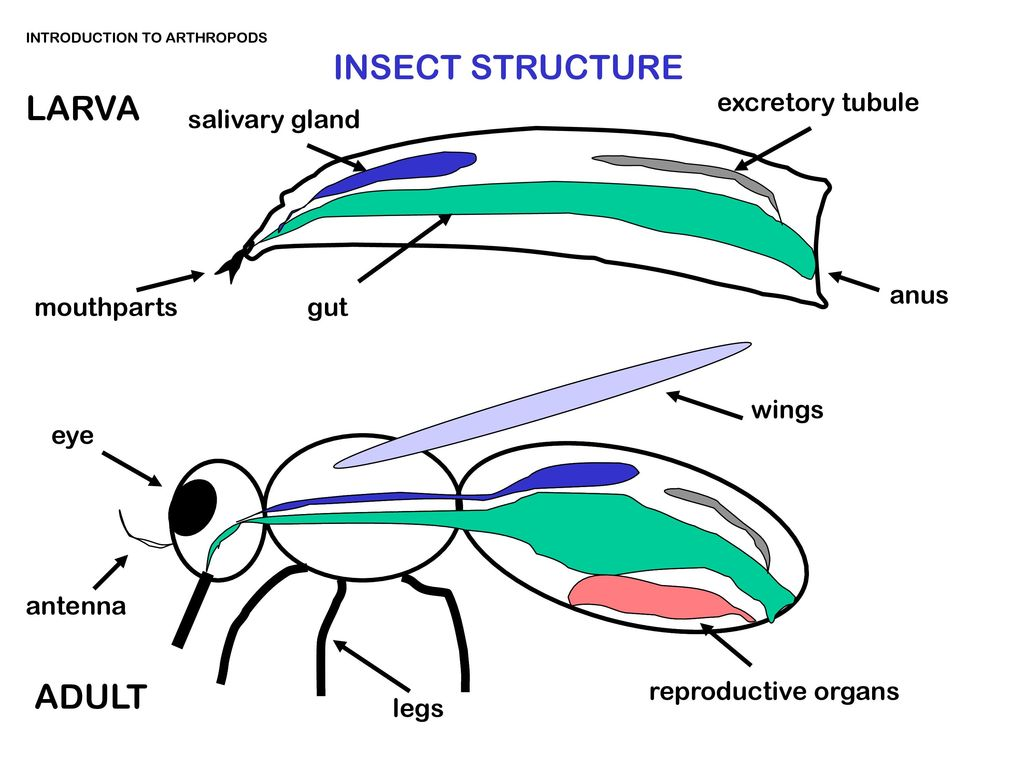 INTRODUCTION TO ARTHROPODS
INSECT STRUCTURE
LARVA
salivary gland
excretory tubule
mouthparts
gut
anus
wings
eye
antenna
ADULT
legs
reproductive organs